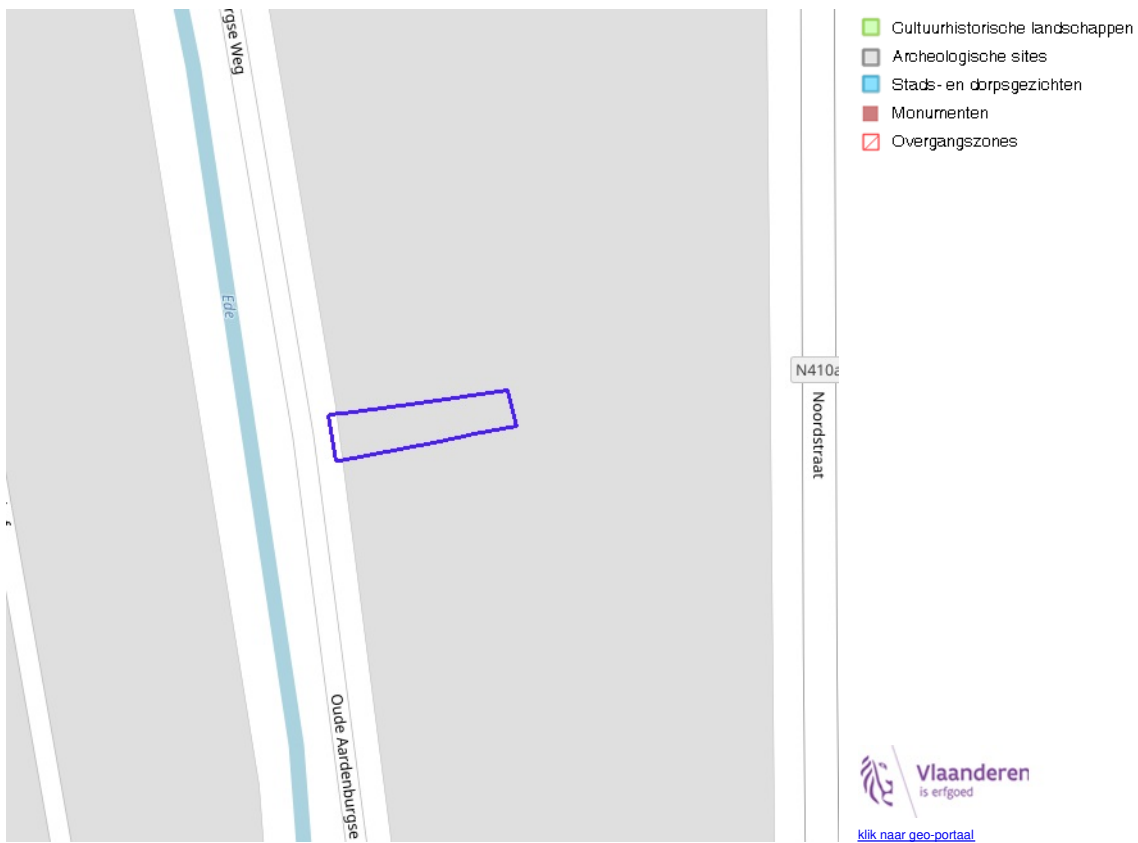 rgse Weg
Ede
N410a
Noordstraat
Oude Aardenburgse
Cultuurhistorische landschappen
Archeologische sites
Stads- en dorpsgezichten
Monumenten
Overgangszones
Vlaanderen
is erfgoed
klik naar geo-portaal